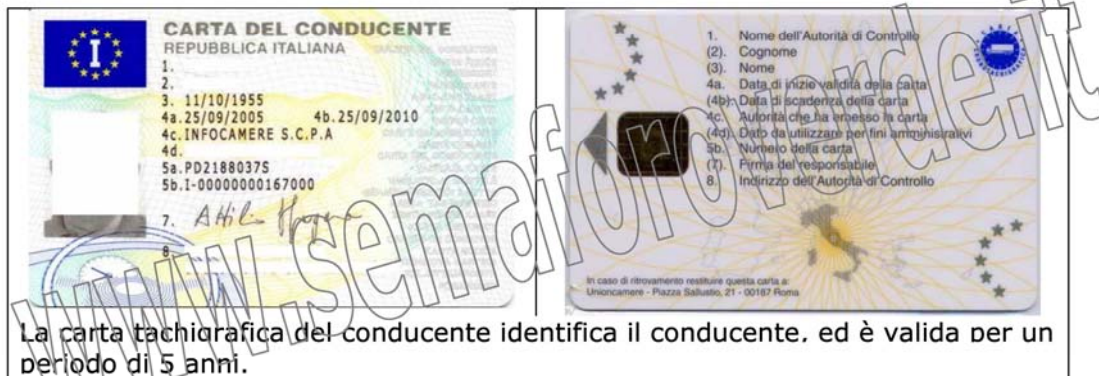 CARTA DEL CONDUCENTE
REPUBBLICA ITALIANA
1.
2.
3. 11/10/1955
4a.25/09/2005 4b.25/09/2010
4c.INFOCAMERE S.C.P.A
4d.
5a.PD2188037S
5b.I-00000000167000
7.
8
I
1. Nome dell'Autorità di Controllo
(2). Cognome
(3). Nome
4a. Data di inizio validità della carta
(4b). Data di scadenza della carta
4c. Autorità che ha emesso la carta
(4d). Dato da utilizzare per fini amminisirativi
5b. Numero della carta
(7). Firma del responsabile
8. Indirizzo dell'Autorità di Controllo
In caso di ritrovamento restituire questa carta a:
Unioncamere - Piazza Sallustio, 21 - 00187 Roma
www.semaforoverde.it
La carta tachigrafica del conducente identifica il conducente, ed è valida per un
periodo di 5 anni.